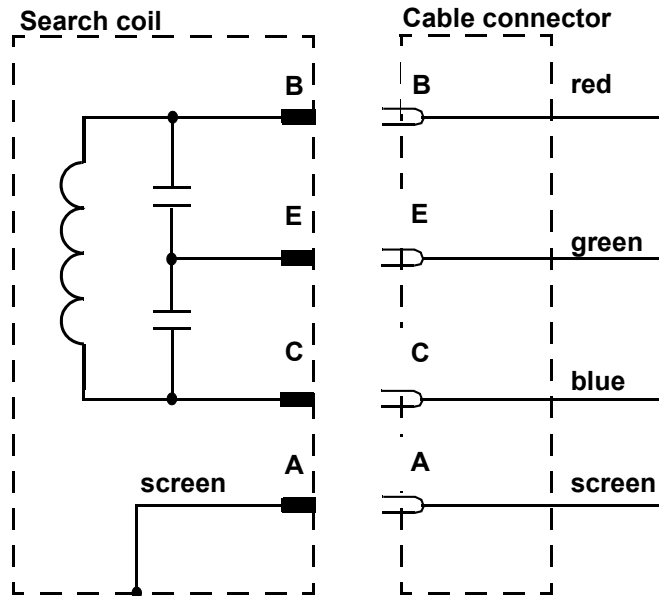 Search coil
Cable connector
B
B
red
E
E
green
C
C
blue
A
A
screen
screen